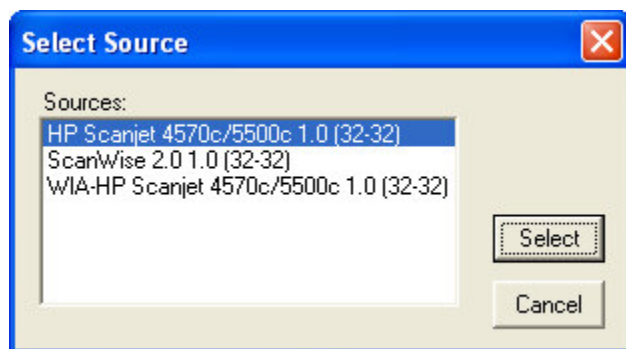 Select Source
Sources:
HP Scanjet 4570c/5500c 1.0 (32-32)
ScanWise 2.0 1.0 (32-32)
WIA-HP Scanjet 4570c/5500c 1.0 (32-32)
Select
Cancel